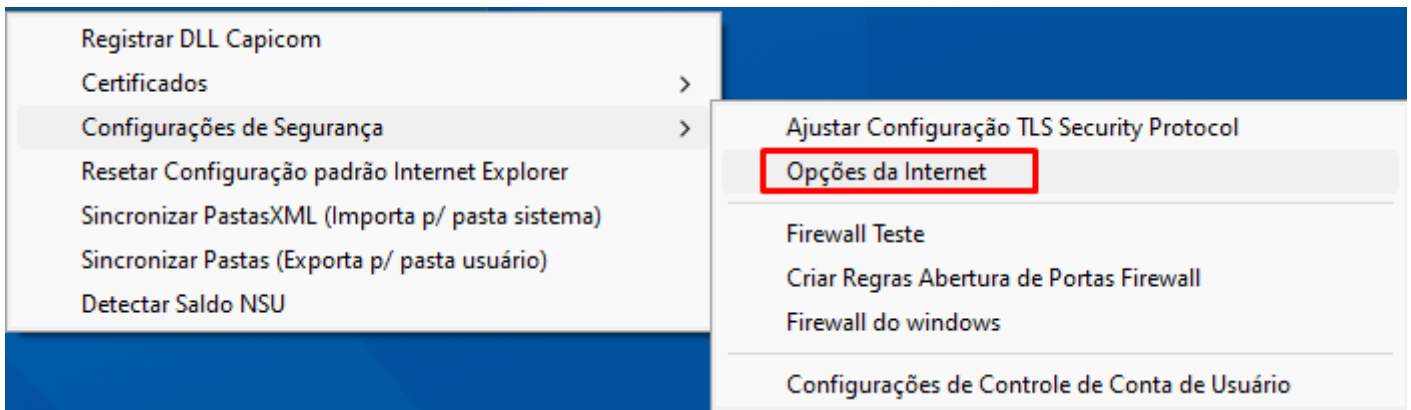 Registrar DLL Capicom
Certificados
Configurações de Segurança
Resetar Configuração padrão Internet Explorer
Sincronizar PastasXML (Importa p/ pasta sistema)
Sincronizar Pastas (Exporta p/ pasta usuário)
Detectar Saldo NSU
Ajustar Configuração TLS Security Protocol
Opções da Internet
Firewall Teste
Criar Regras Abertura de Portas Firewall
Firewall do windows
Configurações de Controle de Conta de Usuário